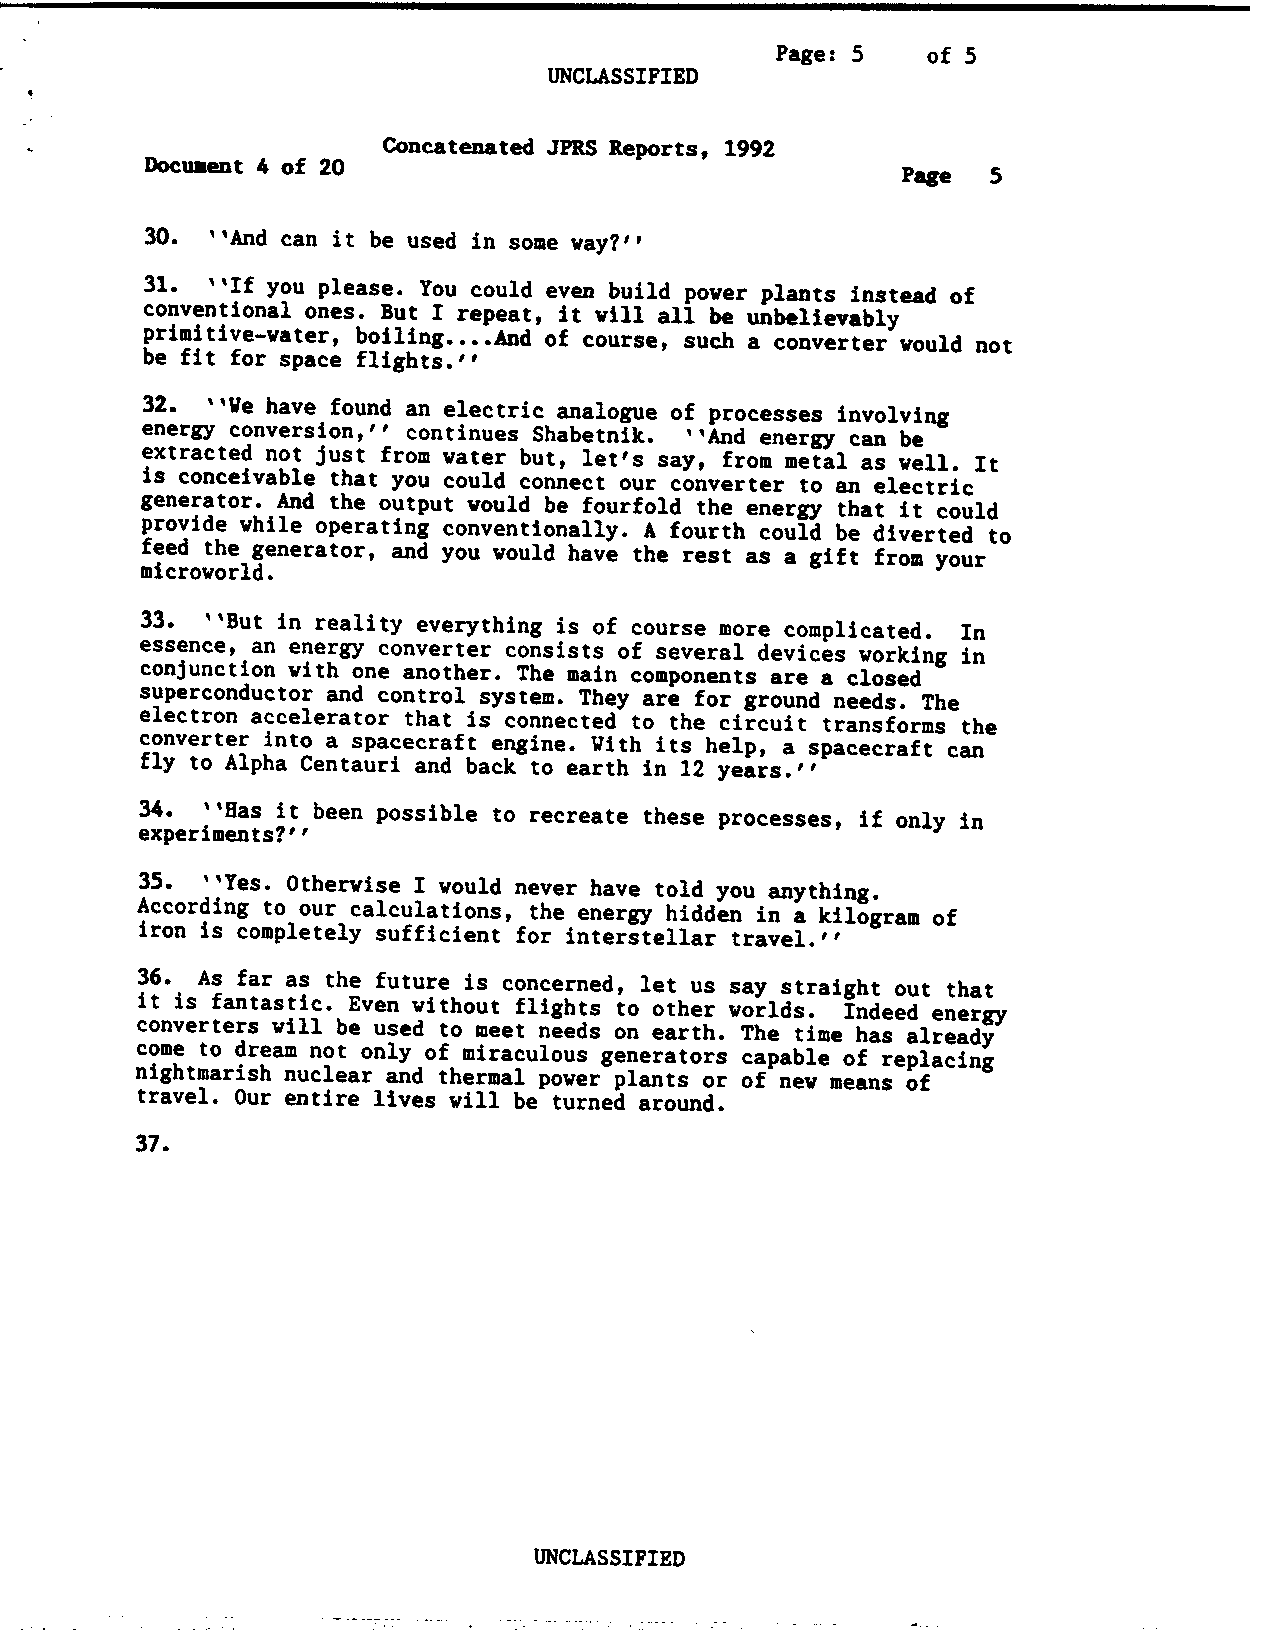 Page: 5 of 5
UNCLASSIFIED
Concatenated JPRS Reports, 1992
Document 4 of 20
Page 5
30. ''And can it be used in some way?''
31. ''If you please. You could even build power plants instead of
conventional ones. But I repeat, it will all be unbelievably
primitive-water, boiling....And of course, such a converter would not
be fit for space flights.''
32. ''We have found an electric analogue of processes involving
energy conversion,'' continues Shabetnik. ''And energy can be
extracted not just from water but, let's say, from metal as well. It
is conceivable that you could connect our converter to an electric
generator. And the output would be fourfold the energy that it could
provide while operating conventionally. A fourth could be diverted to
feed the generator, and you would have the rest as a gift from your
microworld.
33. ''But in reality everything is of course more complicated. In
essence, an energy converter consists of several devices working in
conjunction with one another. The main components are a closed
superconductor and control system. They are for ground needs. The
electron accelerator that is connected to the circuit transforms the
converter into a spacecraft engine. With its help, a spacecraft can
fly to Alpha Centauri and back to earth in 12 years.''
34. ''Has it been possible to recreate these processes, if only in
experiments?''
35. ''Yes. Otherwise I would never have told you anything.
According to our calculations, the energy hidden in a kilogram of
iron is completely sufficient for interstellar travel.''
36. As far as the future is concerned, let us say straight out that
it is fantastic. Even without flights to other worlds. Indeed energy
converters will be used to meet needs on earth. The time has already
come to dream not only of miraculous generators capable of replacing
nightmarish nuclear and thermal power plants or of new means of
travel. Our entire lives will be turned around.
37.
UNCLASSIFIED